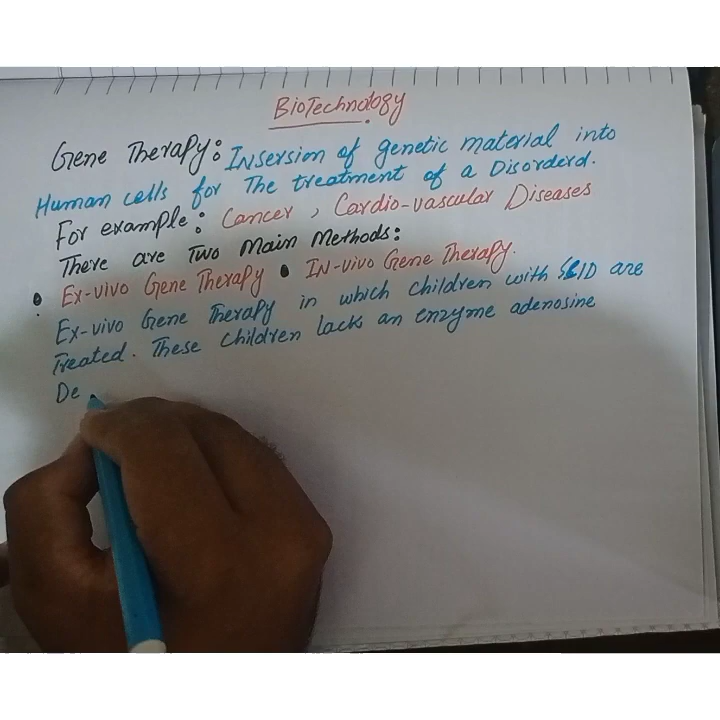 BioTechnology
Gene Therapy: Insersion of genetic material into
Human cells for The treatment of a Disorderd.
For example: Cancer, Cardio-vascular Diseases
There are Two Main Methods:
• Ex-vivo Gene Therapy • IN-vivo Gene Therapy.
Ex-vivo Gene Therapy in which children with SCID are
Treated. These children lack an enzyme adenosine
De